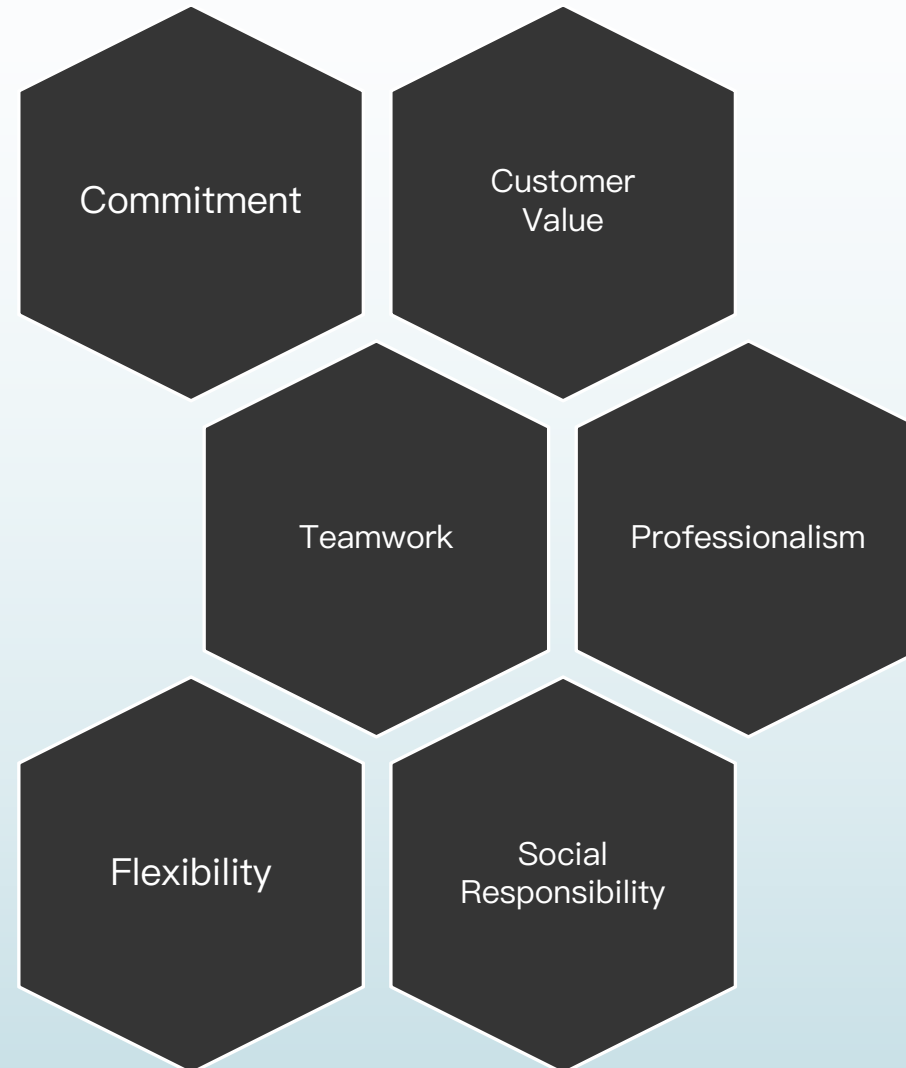 Commitment
Customer
Value
Teamwork
Professionalism
Flexibility
Social
Responsibility